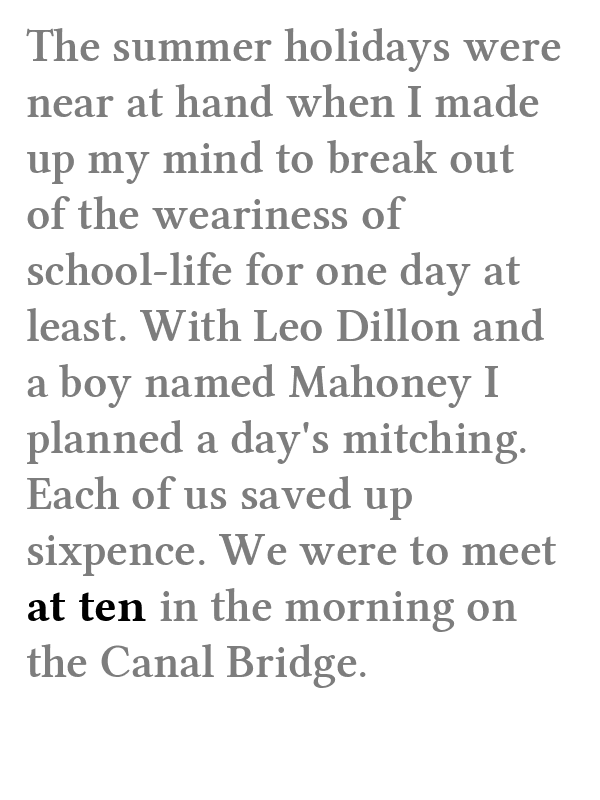 The summer holidays were
near at hand when I made
up my mind to break out
of the weariness of
school-life for one day at
least. With Leo Dillon and
a boy named Mahoney I
planned a day's mitching.
Each of us saved up
sixpence. We were to meet
at ten in the morning on
the Canal Bridge.